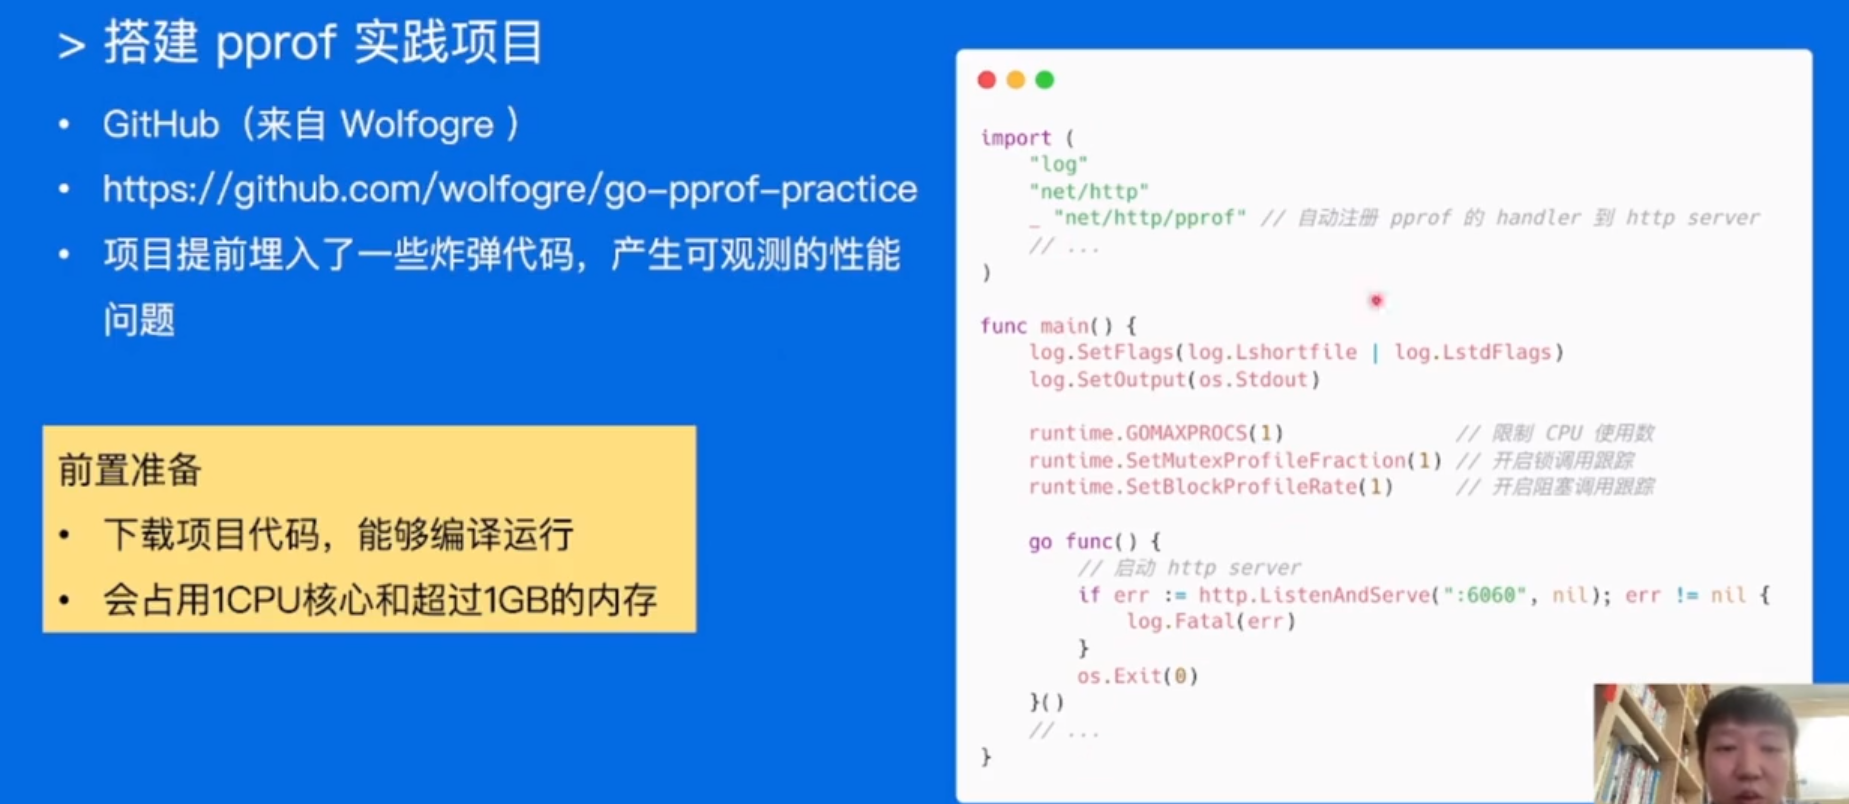 > 搭建 pprof 实践项目
• GitHub（来自 Wolfogre ）
• https://github.com/wolfogre/go-pprof-practice
• 项目提前埋入了一些炸弹代码，产生可观测的性能
问题
前置准备
• 下载项目代码，能够编译运行
• 会占用1CPU核心和超过1GB的内存
import (
    "log"
    "net/http"
    _ "net/http/pprof" // 自动注册 pprof 的 handler 到 http server
    // ...
)
func main() {
    log.SetFlags(log.Lshortfile | log.LstdFlags)
    log.SetOutput(os.Stdout)
    runtime.GOMAXPROCS(1)              // 限制 CPU 使用数
    runtime.SetMutexProfileFraction(1) // 开启锁调用跟踪
    runtime.SetBlockProfileRate(1)     // 开启阻塞调用跟踪
    go func() {
        // 启动 http server
        if err := http.ListenAndServe(":6060", nil); err != nil {
            log.Fatal(err)
        }
        os.Exit(0)
    }()
    // ...
}